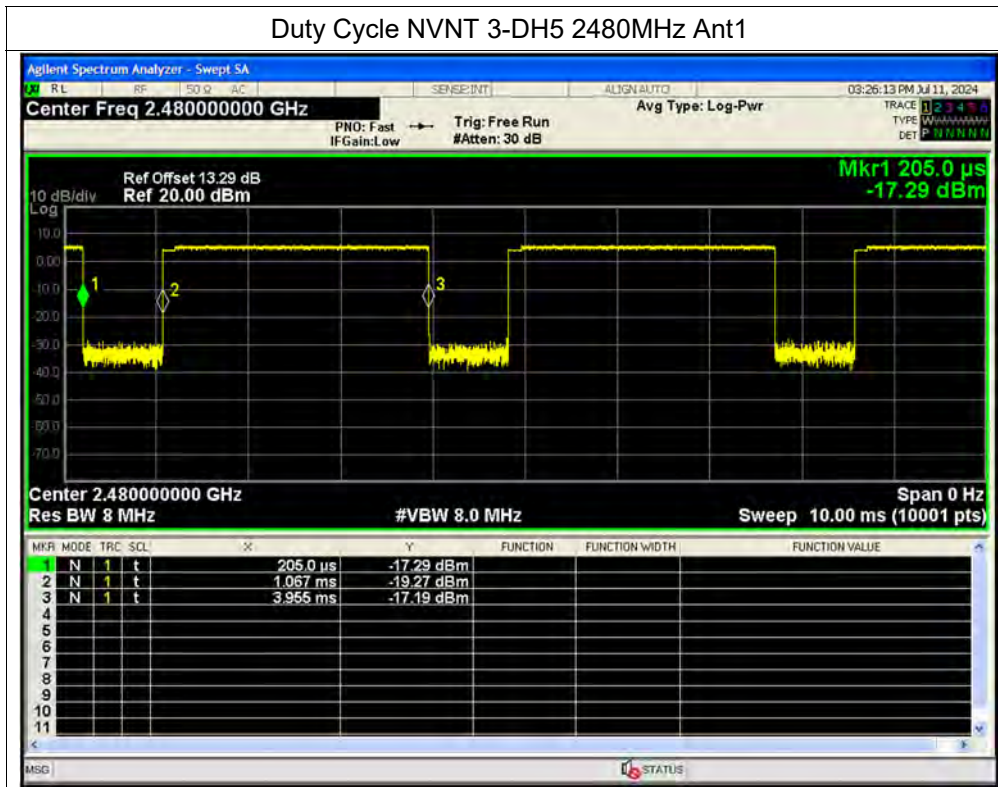 Duty Cycle NVNT 3-DH5 2480MHz Ant1
Agilent Spectrum Analyzer - Swept SA
RL RF 50 Ω AC SENSE:INT ALIGN AUTO 03:26:13 PM Jul 11, 2024
Center Freq 2.480000000 GHz Avg Type: Log-Pwr TRACE 1 2 3 4 5 6
PNO: Fast Trig: Free Run TYPE W
IFGain:Low #Atten: 30 dB DET P N N N N N
Mkr1 205.0 µs
Ref Offset 13.29 dB
10 dB/div Ref 20.00 dBm -17.29 dBm
Log
10.0
0.00
-10.0
-20.0
-30.0
-40.0
-50.0
-60.0
-70.0
1
2
3
Center 2.480000000 GHz Span 0 Hz
Res BW 8 MHz #VBW 8.0 MHz Sweep 10.00 ms (10001 pts)
MKR MODE TRC SCL X Y FUNCTION FUNCTION WIDTH FUNCTION VALUE
1 N 1 t 205.0 µs -17.29 dBm
2 N 1 t 1.067 ms -19.27 dBm
3 N 1 t 3.955 ms -17.19 dBm
4
5
6
7
8
9
10
11
MSG STATUS